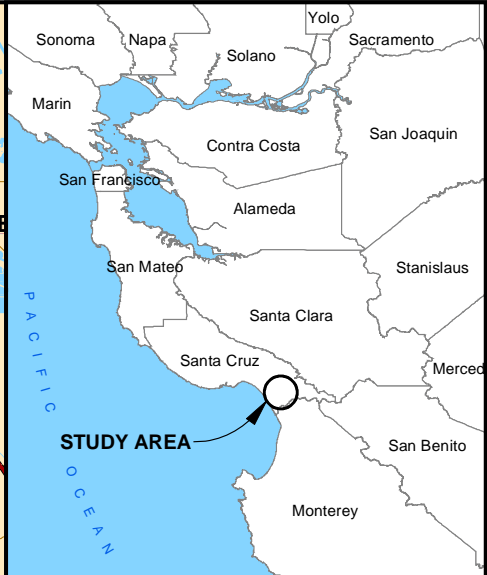 Yolo
Sonoma
Napa
Solano
Sacramento
Marin
San Joaquin
Contra Costa
San Francisco
Alameda
San Mateo
Stanislaus
Santa Clara
Santa Cruz
Merced
STUDY AREA
San Benito
Monterey
PACIFIC
OCEAN